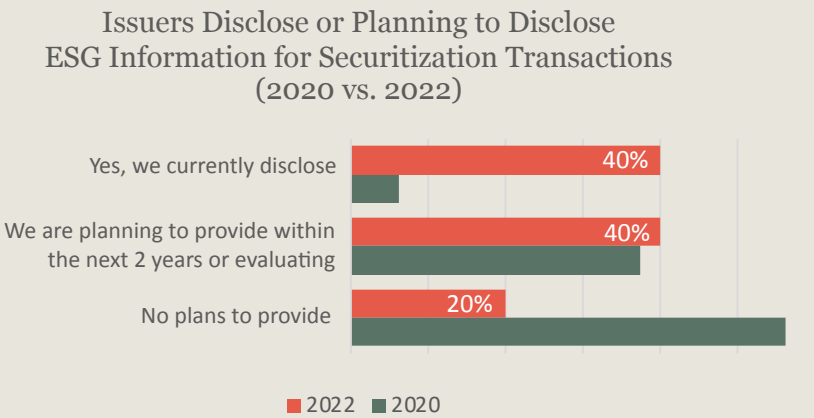 Issuers Disclose or Planning to Disclose
ESG Information for Securitization Transactions
(2020 vs. 2022)
Yes, we currently disclose
40%
We are planning to provide within
the next 2 years or evaluating
40%
No plans to provide
20%
2022
2020